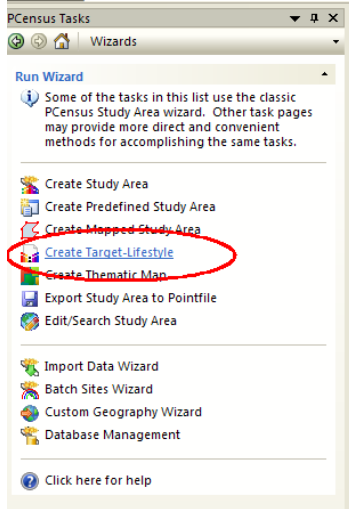 PCensus Tasks
Wizards
Run Wizard
Some of the tasks in this list use the classic
PCensus Study Area wizard. Other task pages
may provide more direct and convenient
methods for accomplishing the same tasks.
Create Study Area
Create Predefined Study Area
Create Mapped Study Area
Create Target-Lifestyle
Create Thematic Map
Export Study Area to Pointfile
Edit/Search Study Area
Import Data Wizard
Batch Sites Wizard
Custom Geography Wizard
Database Management
Click here for help